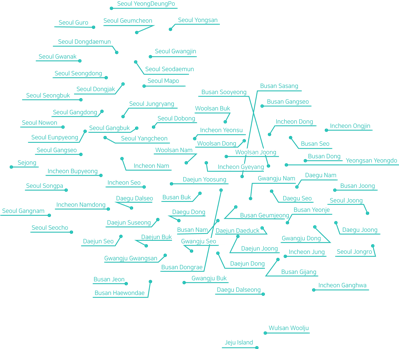 Seoul YeongDeungPo
Seoul Guro
Seoul Geumcheon
Seoul Yongsan
Seoul Dongdaemun
Seoul Gwanak
Seoul Gwangjin
Seoul Seodaemun
Seoul Seongdong
Seoul Mapo
Seoul Dongjak
Busan Sasang
Seoul Seongbuk
Busan Sooyeong
Seoul Junglyang
Busan Gangseo
Seoul Gangdong
Woolsan Buk
Seoul Nowon
Seoul Dobong
Incheon Dong
Incheon Ongjin
Seoul Gangbuk
Incheon Yeonsu
Seoul Eunpyeong
Seoul Yangcheon
Woolsan Dong
Busan Seo
Seoul Gangseo
Woolsan Nam
Woolsan Joong
Busan Dong
Yeongsan Yeongdo
Sejong
Incheon Nam
Incheon Gyeyang
Incheon Bupyeong
Gwangju Nam
Daegu Nam
Seoul Songpa
Incheon Seo
Daejun Yoosung
Busan Joong
Daegu Dalseo
Busan Buk
Daegu Seo
Seoul Joong
Incheon Namdong
Seoul Gangnam
Daegu Dong
Busan Geumjeong
Busan Yeonje
Daejun Suseong
Seoul Seocho
Busan Nam
Daejun Daeduck
Daegu Joong
Daejun Seo
Daejun Buk
Gwangju Seo
Gwangju Dong
Daejun Joong
Incheon Jung
Seoul Jongro
Gwangju Gwangsan
Busan Dongrae
Daejun Dong
Busan Gijang
Busan Jeon
Gwangju Buk
Busan Haewondae
Daegu Dalseong
Incheon Ganghwa
Wulsan Woolju
Jeju Island